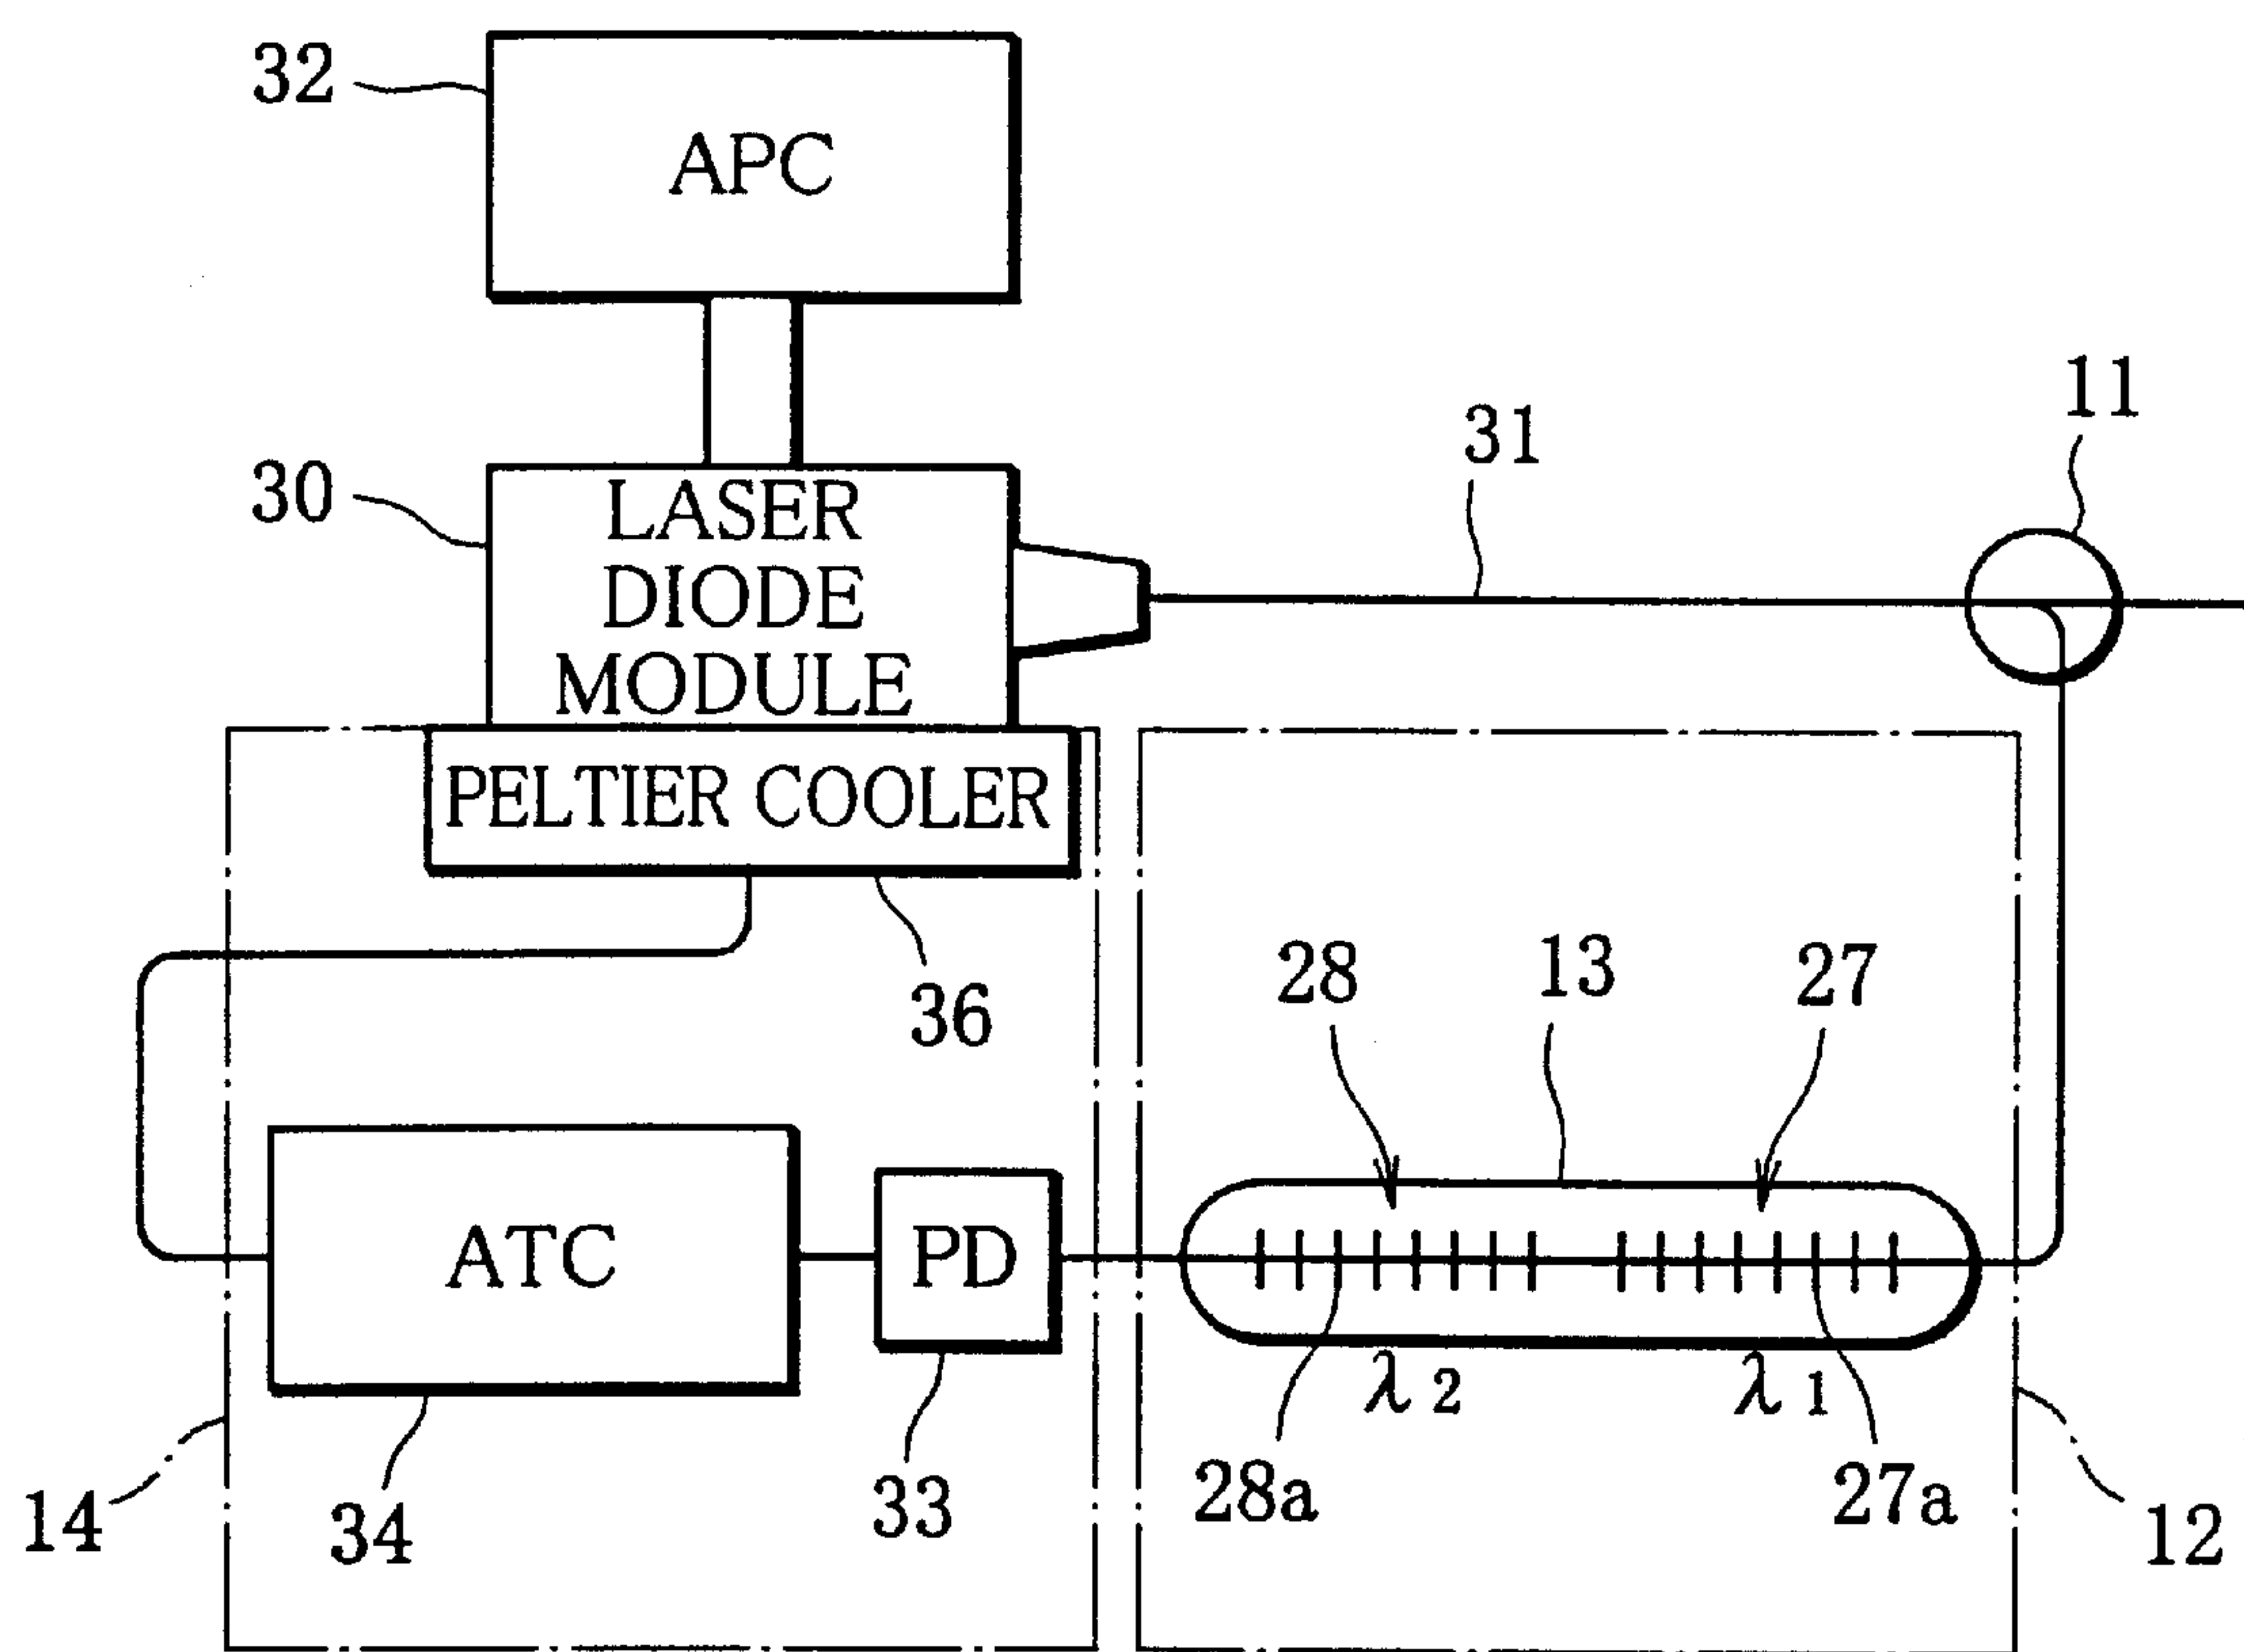 32
APC
11
31
30
LASER
DIODE
MODULE
PELTIER COOLER
28
13
27
36
ATC
PD
λ2
λ1
28a
27a
14
34
33
12